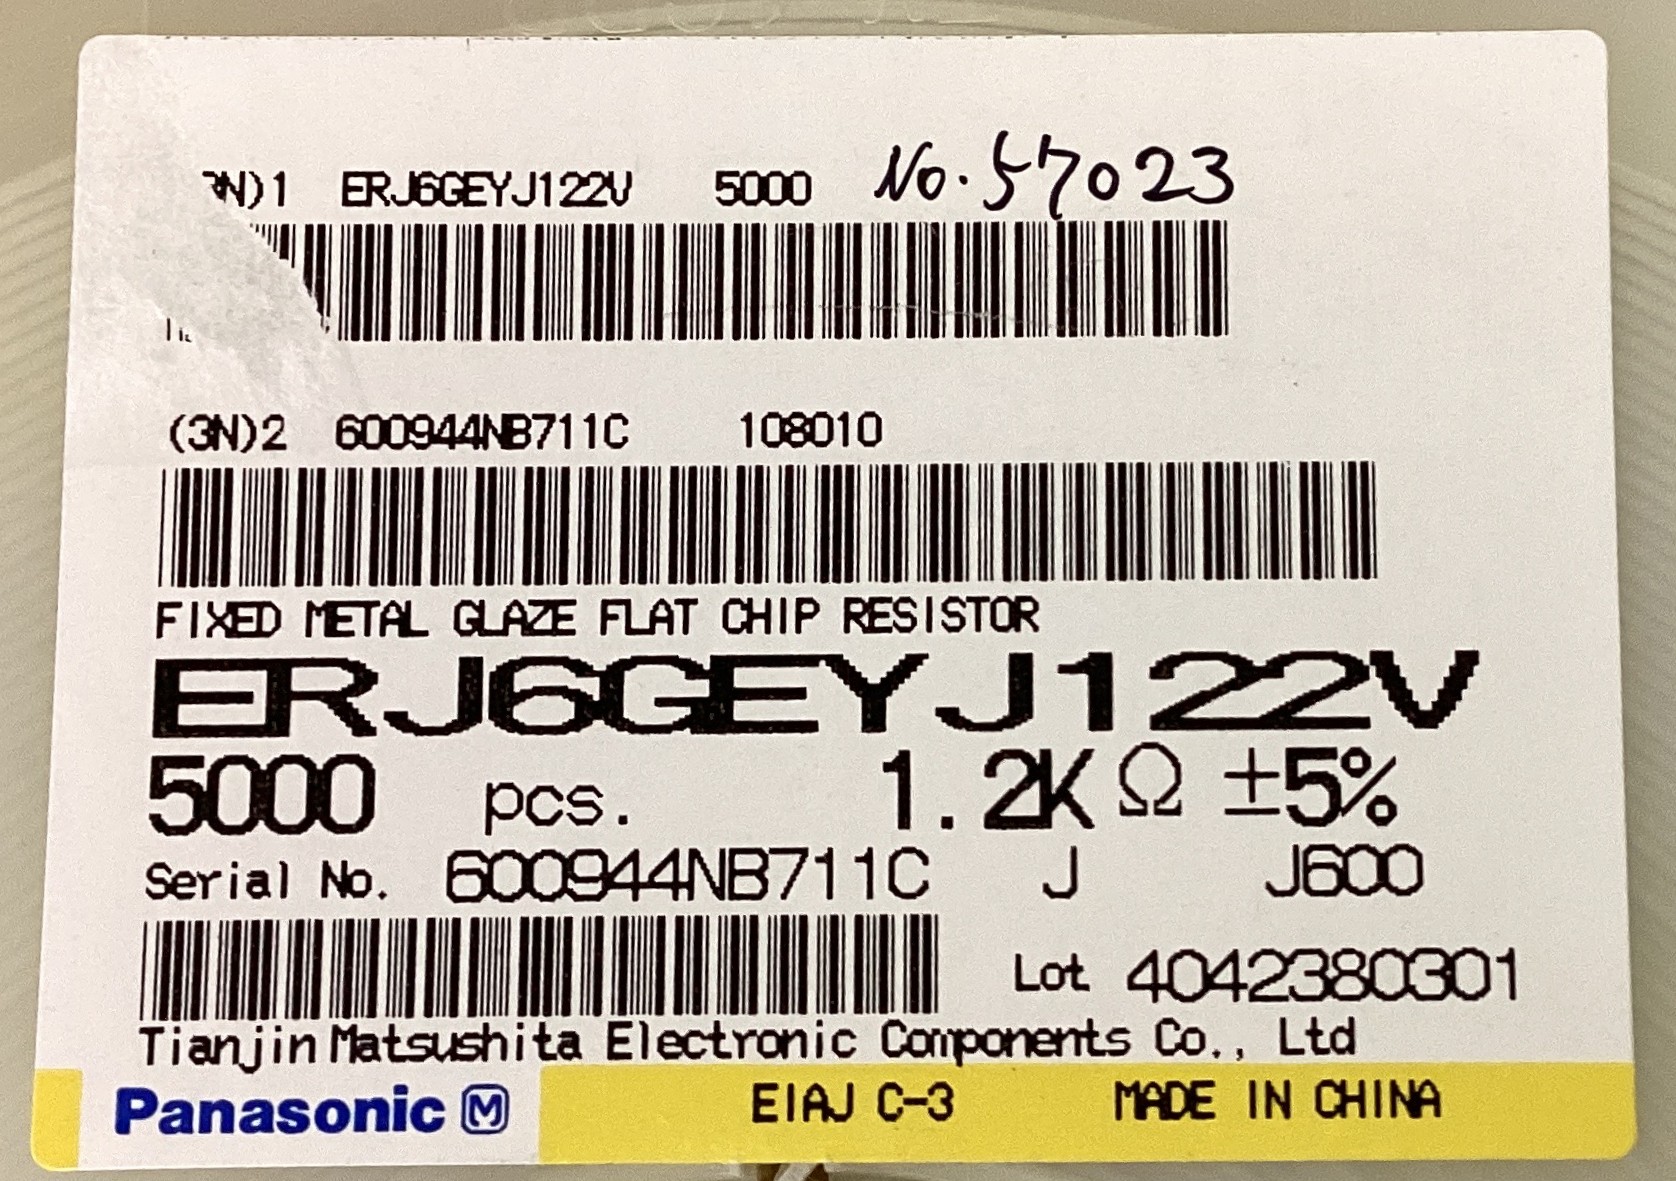 N)1 ERJ6GEYJ122V 5000 No. 57023
(3N)2 600944NB711C 108010
FIXED METAL GLAZE FLAT CHIP RESISTOR
ERJ6GEYJ122V
5000 pcs. 1.2KΩ ±5%
Serial No. 600944NB711C J J600
Lot 4042380301
Tianjin Matsushita Electronic Components Co., Ltd
Panasonic M EIAJ C-3 MADE IN CHINA